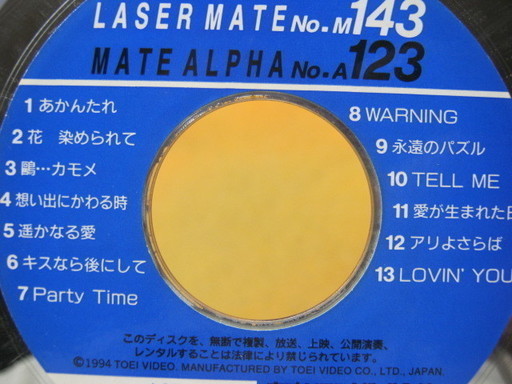 LASER MATE No.M143
MATE ALPHA No.A123
1 あかんたれ
2 花 染められて
3 鷗…カモメ
4 想い出にかわる時
5 遥かなる愛
6 キスなら後にして
7 Party Time
8 WARNING
9 永遠のパズル
10 TELL ME
11 愛が生まれた日
12 アリよさらば
13 LOVIN' YOU
このディスクを、無断で複製、放送、上映、公開演奏、
レンタルすることは法律により禁じられています。
©1994 TOEI VIDEO. MANUFACTURED BY TOEI VIDEO CO., LTD., JAPAN.